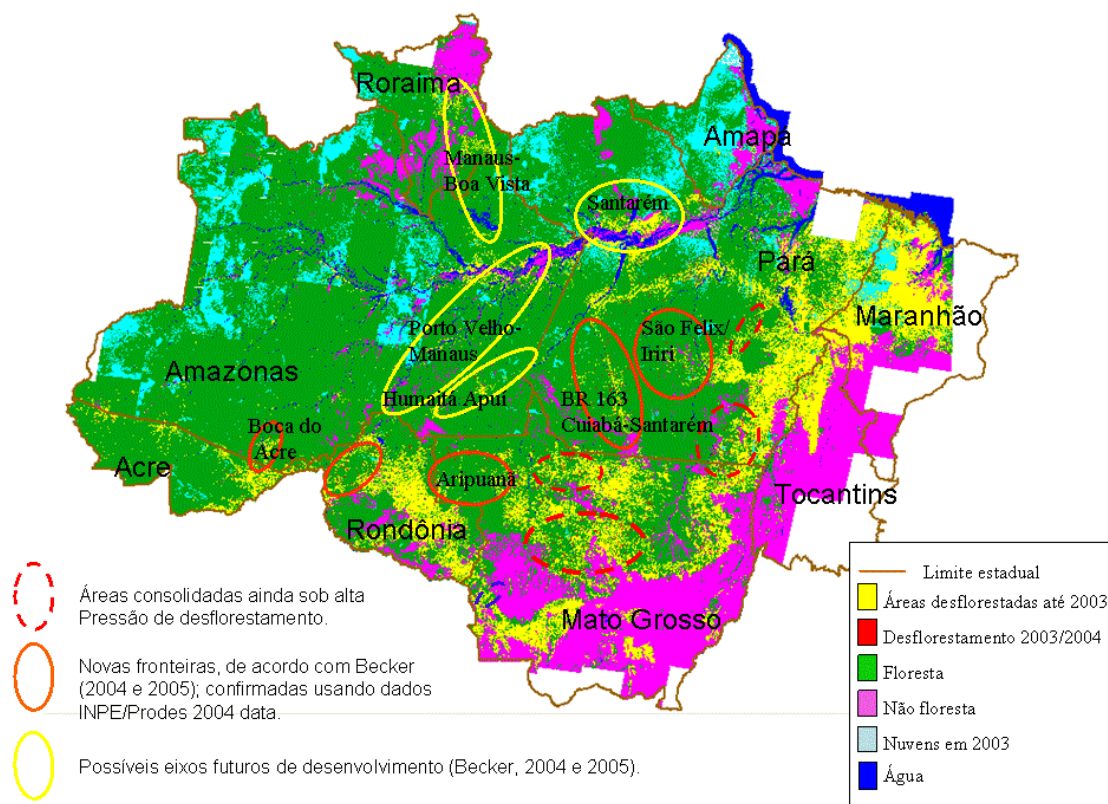 Roraima
Amapa
Manaus-
Boa Vista
Santarém
Pará
Maranhão
Porto Velho-
Manaus
São Felix/
Iriri
Amazonas
Humaitá Apuí
BR 163
Cuiabá-Santarém
Boca do
Acre
Acre
Aripuanã
Tocantins
Rondônia
Mato Grosso
Áreas consolidadas ainda sob alta
Pressão de desflorestamento.
Novas fronteiras, de acordo com Becker
(2004 e 2005); confirmadas usando dados
INPE/Prodes 2004 data.
Possíveis eixos futuros de desenvolvimento (Becker, 2004 e 2005).
Limite estadual
Áreas desflorestadas até 2003
Desflorestamento 2003/2004
Floresta
Não floresta
Nuvens em 2003
Água